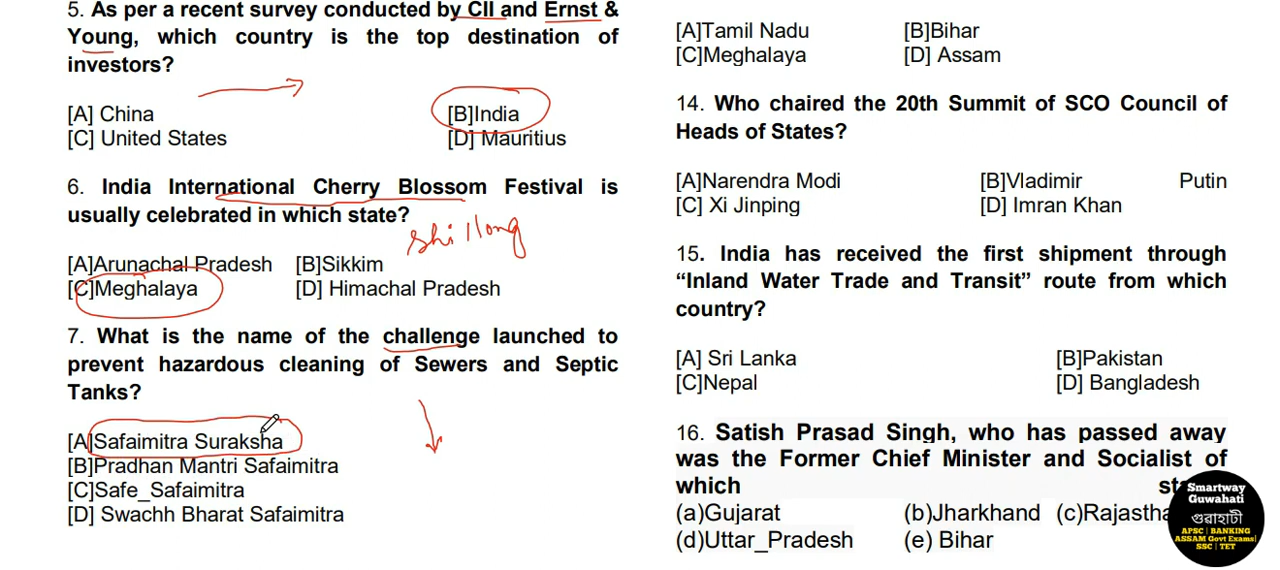 5. As per a recent survey conducted by CII and Ernst &
Young, which country is the top destination of
investors?
[A] China [B]India
[C] United States [D] Mauritius
6. India International Cherry Blossom Festival is
usually celebrated in which state?
shillong
[A]Arunachal Pradesh [B]Sikkim
[C]Meghalaya [D] Himachal Pradesh
7. What is the name of the challenge launched to
prevent hazardous cleaning of Sewers and Septic
Tanks?
[A]Safaimitra Suraksha
[B]Pradhan Mantri Safaimitra
[C]Safe_Safaimitra
[D] Swachh Bharat Safaimitra
[A]Tamil Nadu [B]Bihar
[C]Meghalaya [D] Assam
14. Who chaired the 20th Summit of SCO Council of
Heads of States?
[A]Narendra Modi [B]Vladimir Putin
[C] Xi Jinping [D] Imran Khan
15. India has received the first shipment through
“Inland Water Trade and Transit” route from which
country?
[A] Sri Lanka [B]Pakistan
[C]Nepal [D] Bangladesh
16. Satish Prasad Singh, who has passed away
was the Former Chief Minister and Socialist of
which
(a)Gujarat (b)Jharkhand (c)Rajastha
(d)Uttar_Pradesh (e) Bihar
Smartway
Guwahati
গুৱাহাটী
APSC | BANKING
ASSAM Govt Exams|
SSC | TET